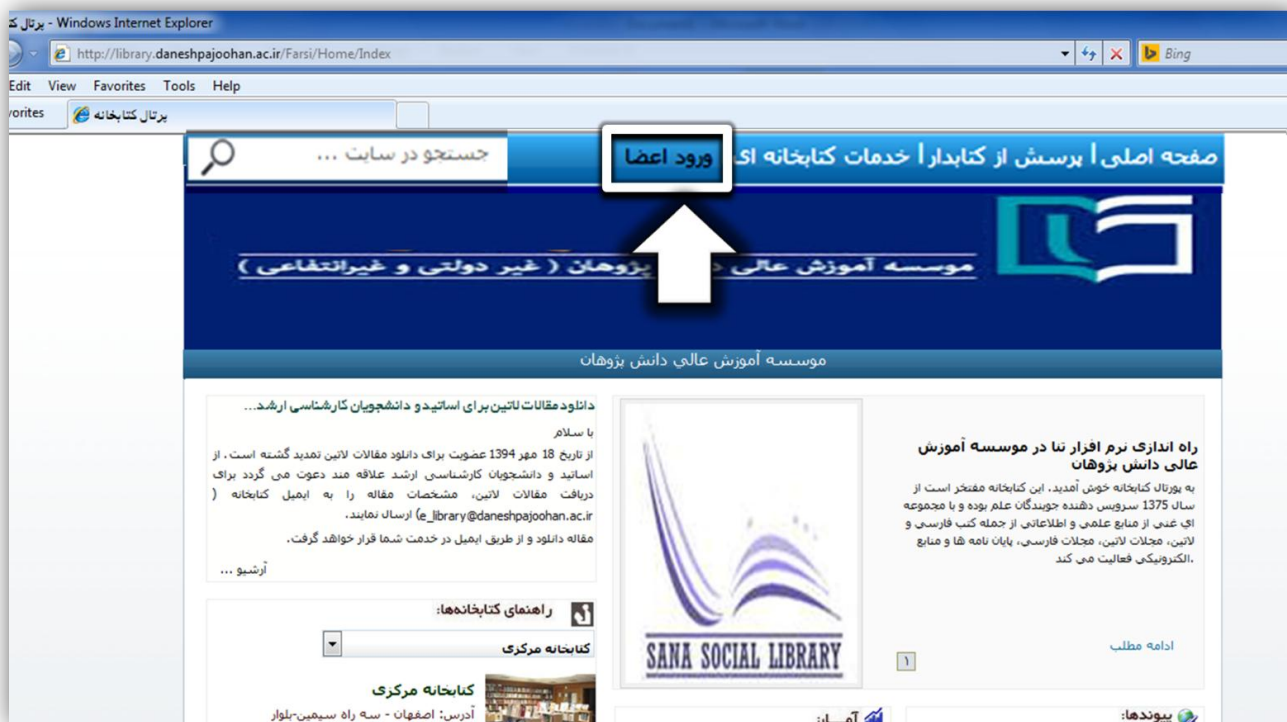 Windows Internet Explorer - پرتال کتا
http://library.daneshpajoohan.ac.ir/Farsi/Home/Index
Bing
Edit View Favorites Tools Help
vorites
پرتال کتابخانه
صفحه اصلی | پرسش از کتابدار | خدمات کتابخانه ای
ورود اعضا
جستجو در سایت ...
موسسه آموزش عالی د پژوهان ( غیر دولتی و غیرانتفاعی )
موسسه آموزش عالي دانش پژوهان
راه اندازی نرم افزار ثنا در موسسه آموزش
عالی دانش پژوهان
به پورتال کتابخانه خوش آمدید. این کتابخانه مفتخر است از
سال 1375 سرویس دهنده جویندگان علم بوده و با مجموعه
ای غنی از منابع علمی و اطلاعاتی از جمله کتب فارسی و
لاتین، مجلات لاتین، مجلات فارسی، پایان نامه ها و منابع
.الکترونیکی فعالیت می کند
ادامه مطلب
۱
SANA SOCIAL LIBRARY
دانلود مقالات لاتین برای اساتید و دانشجویان کارشناسی ارشد...
با سلام
از تاریخ 18 مهر 1394 عضویت برای دانلود مقالات لاتین تمدید گشته است . از
اساتید و دانشجویان کارشناسی ارشد علاقه مند دعوت می گردد برای
دریافت مقالات لاتین، مشخصات مقاله را به ایمیل کتابخانه (
e_library@daneshpajoohan.ac.ir) ارسال نمایند.
مقاله دانلود و از طریق ایمیل در خدمت شما قرار خواهد گرفت.
آرشیو ...
راهنمای کتابخانه‌ها:
کتابخانه مرکزی
کتابخانه مرکزی
آدرس: اصفهان - سه راه سیمین-بلوار
پیوندها: